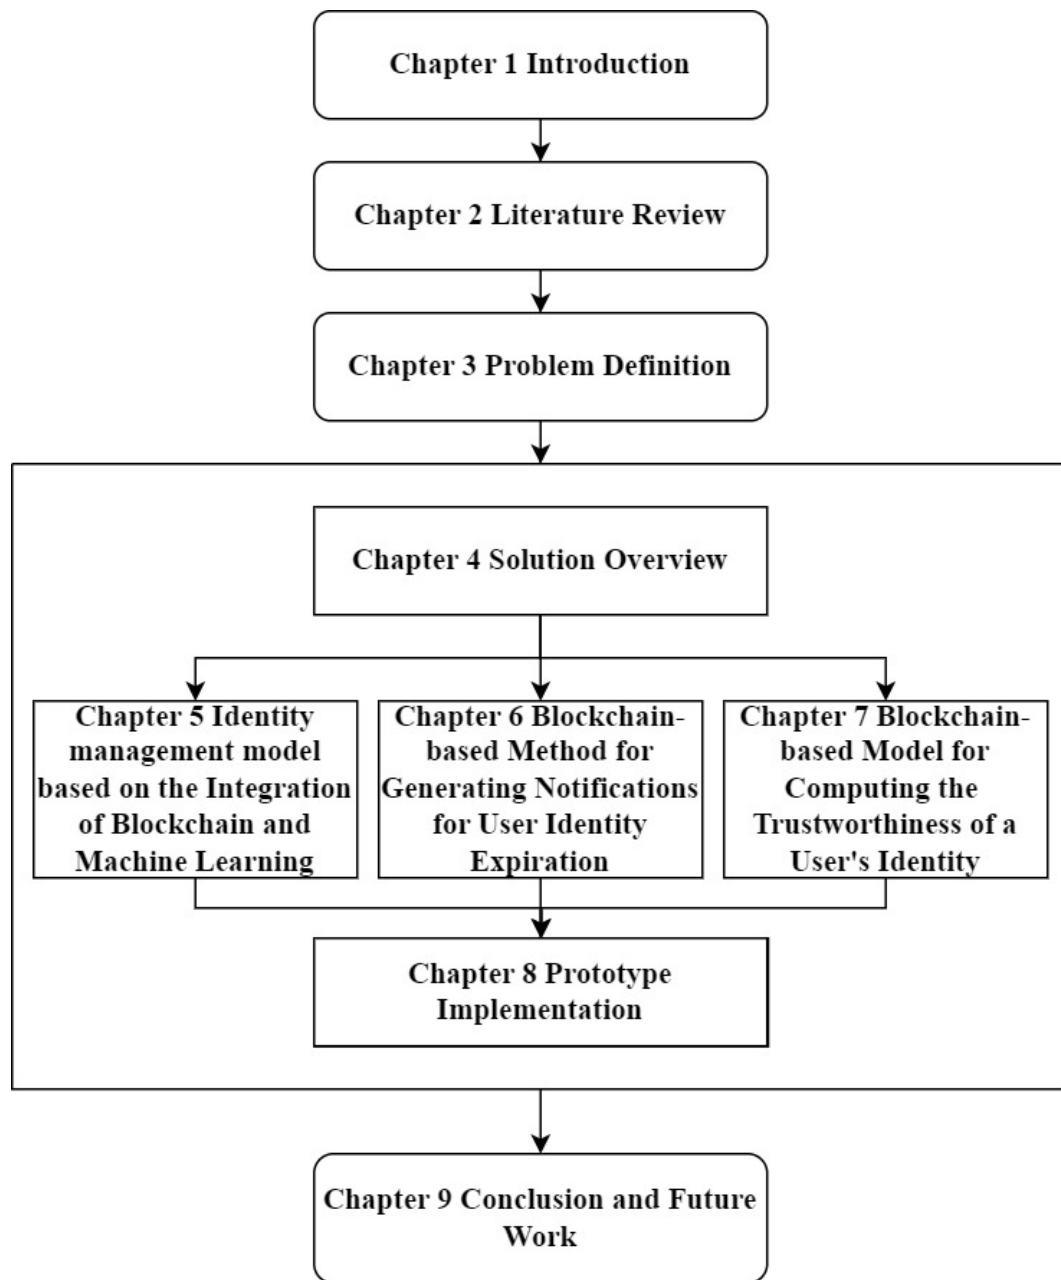 Chapter 1 Introduction
Chapter 2 Literature Review
Chapter 3 Problem Definition
Chapter 4 Solution Overview
Chapter 5 Identity
management model
based on the Integration
of Blockchain and
Machine Learning
Chapter 6 Blockchain-
based Method for
Generating Notifications
for User Identity
Expiration
Chapter 7 Blockchain-
based Model for
Computing the
Trustworthiness of a
User's Identity
Chapter 8 Prototype
Implementation
Chapter 9 Conclusion and Future
Work